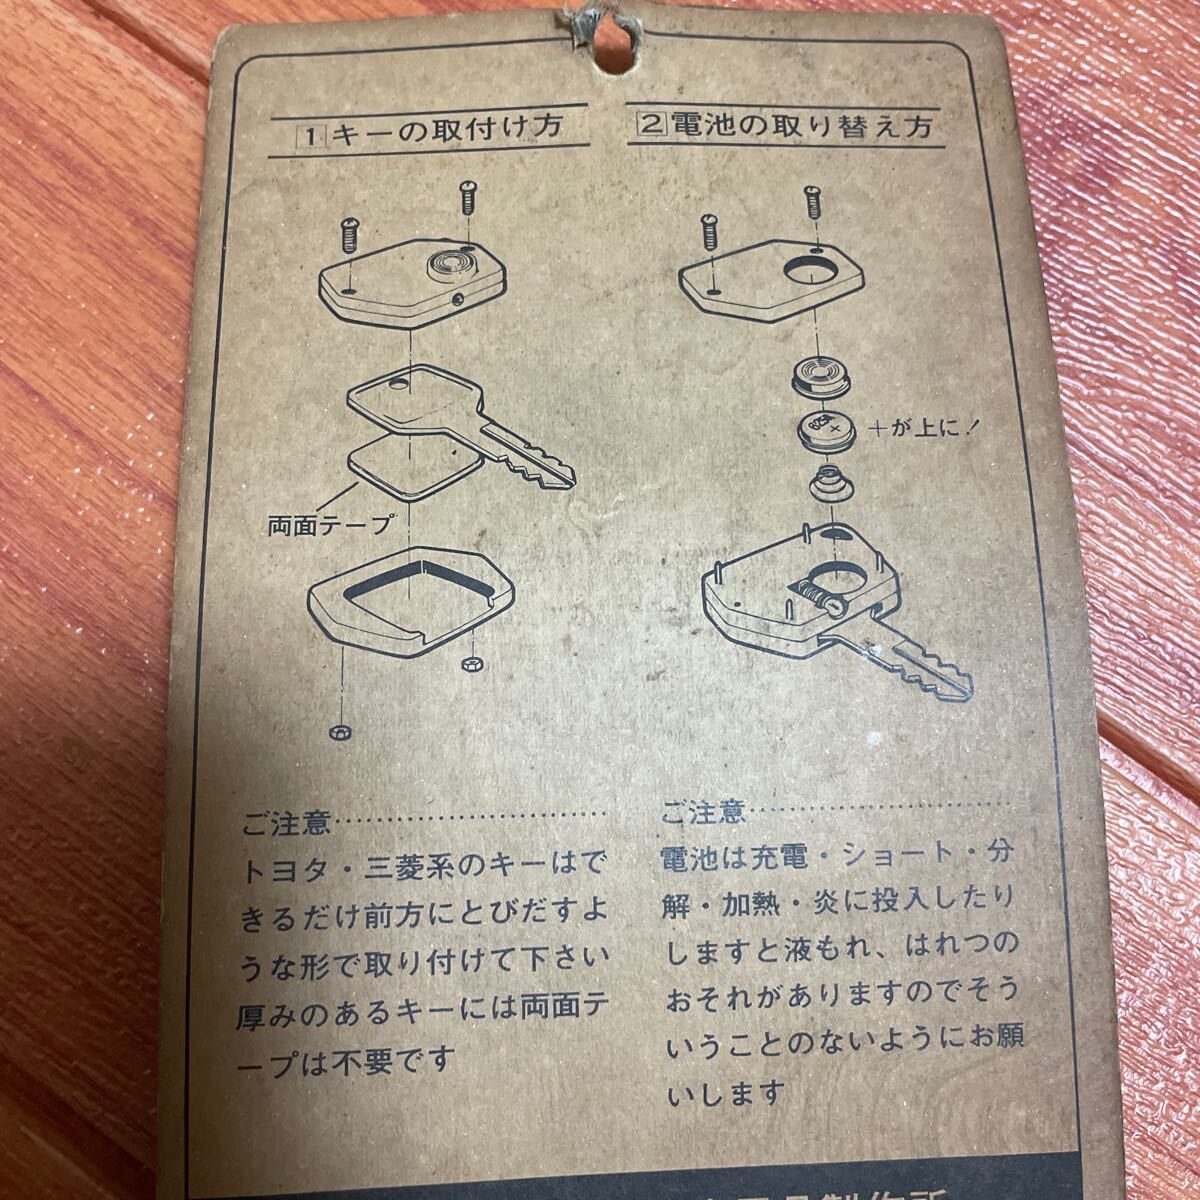 1 キーの取付け方
両面テープ
ご注意
トヨタ・三菱系のキーはで
きるだけ前方にとびだすよ
うな形で取り付けて下さい
厚みのあるキーには両面テ
ープは不要です
2 電池の取り替え方
＋が上に！
ご注意
電池は充電・ショート・分
解・加熱・炎に投入したり
しますと液もれ、はれつの
おそれがありますのでそう
いうことのないようにお願
いします
製作所